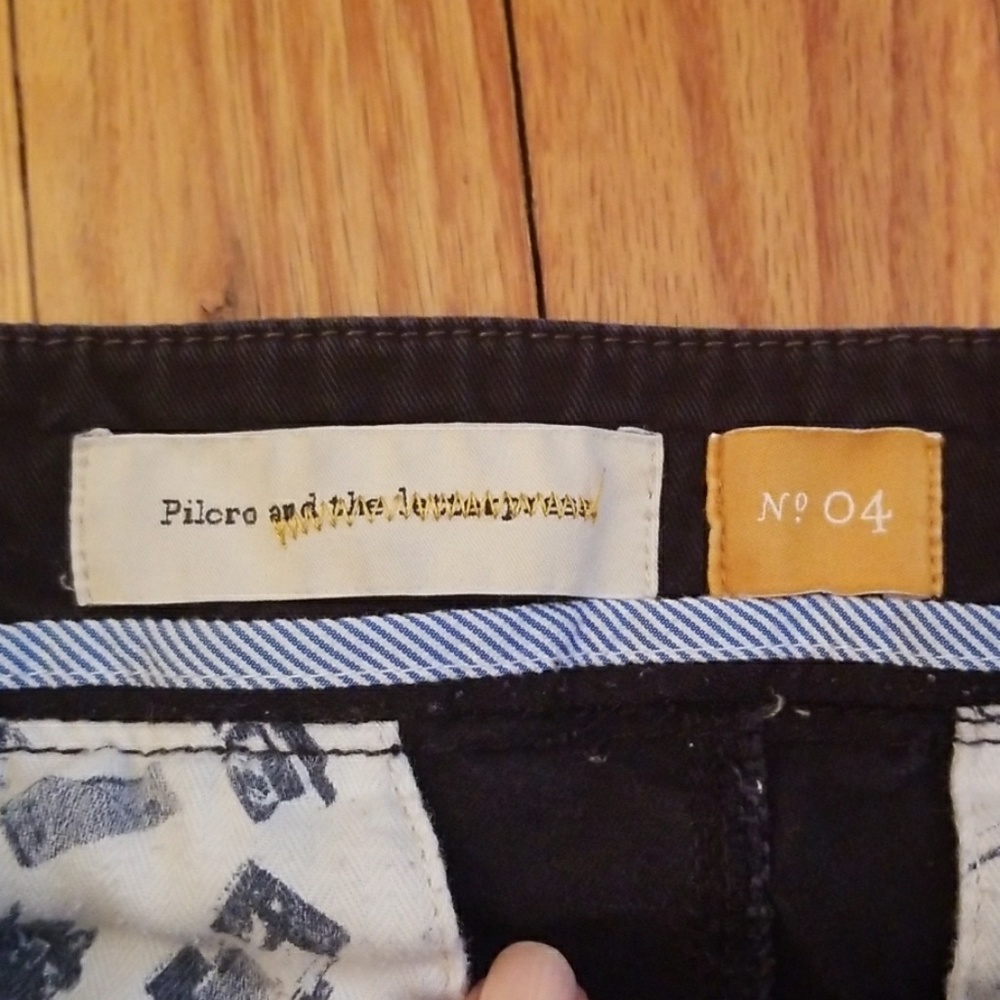 Pilcro and the letterpress
Nº 04